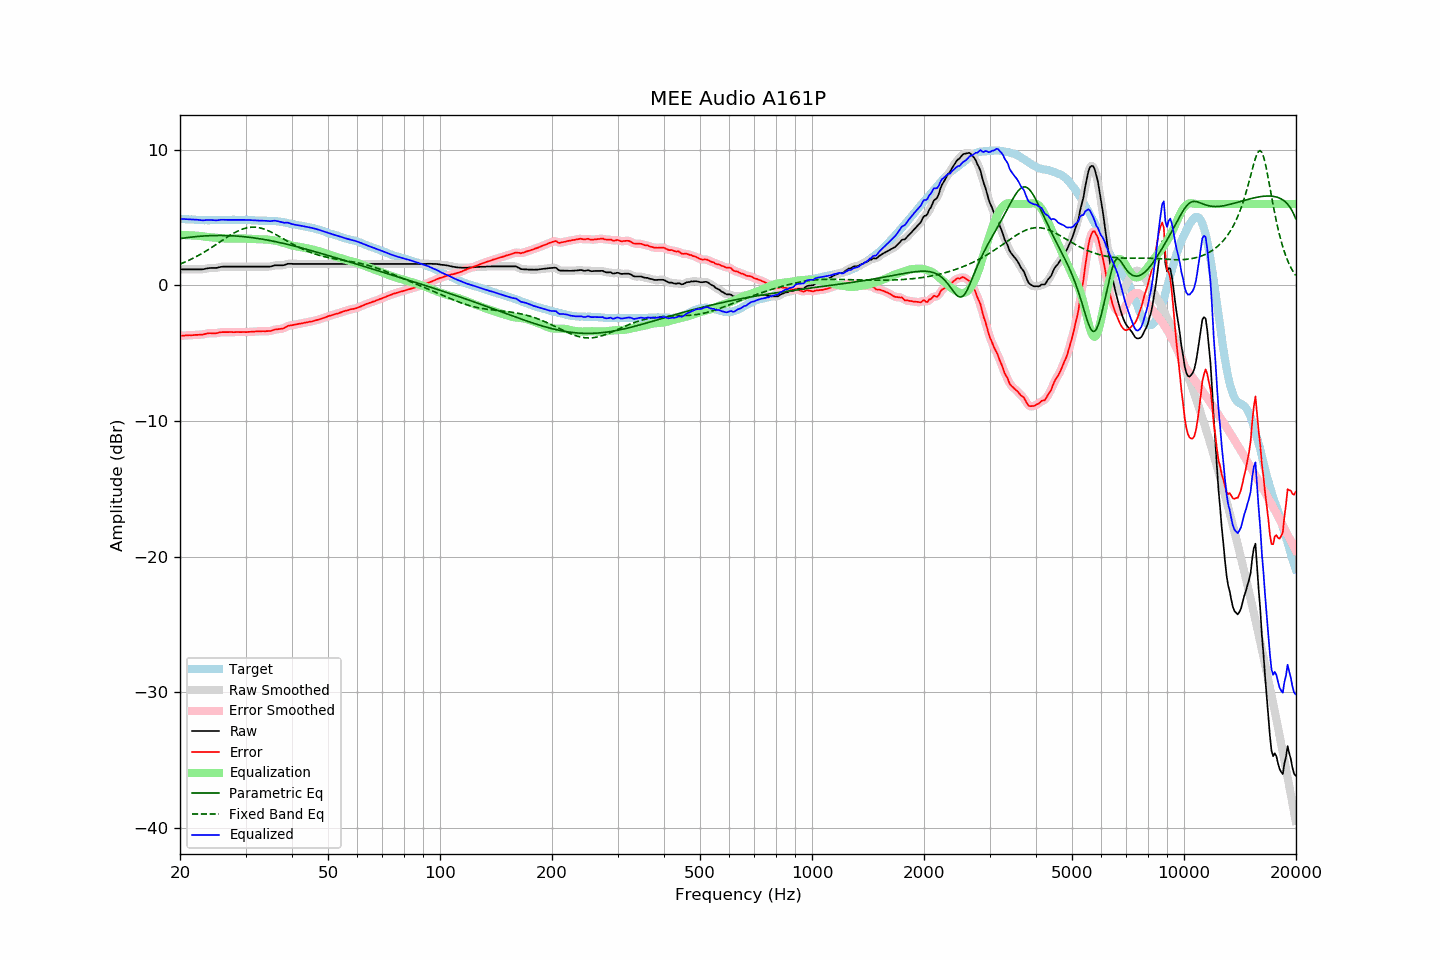 MEE Audio A161P
Amplitude (dBr)
10
0
−10
−20
−30
−40
Target
Raw Smoothed
Error Smoothed
Raw
Error
Equalization
Parametric Eq
Fixed Band Eq
Equalized
20 50 100 200 500 1000 2000 5000 10000 20000
Frequency (Hz)